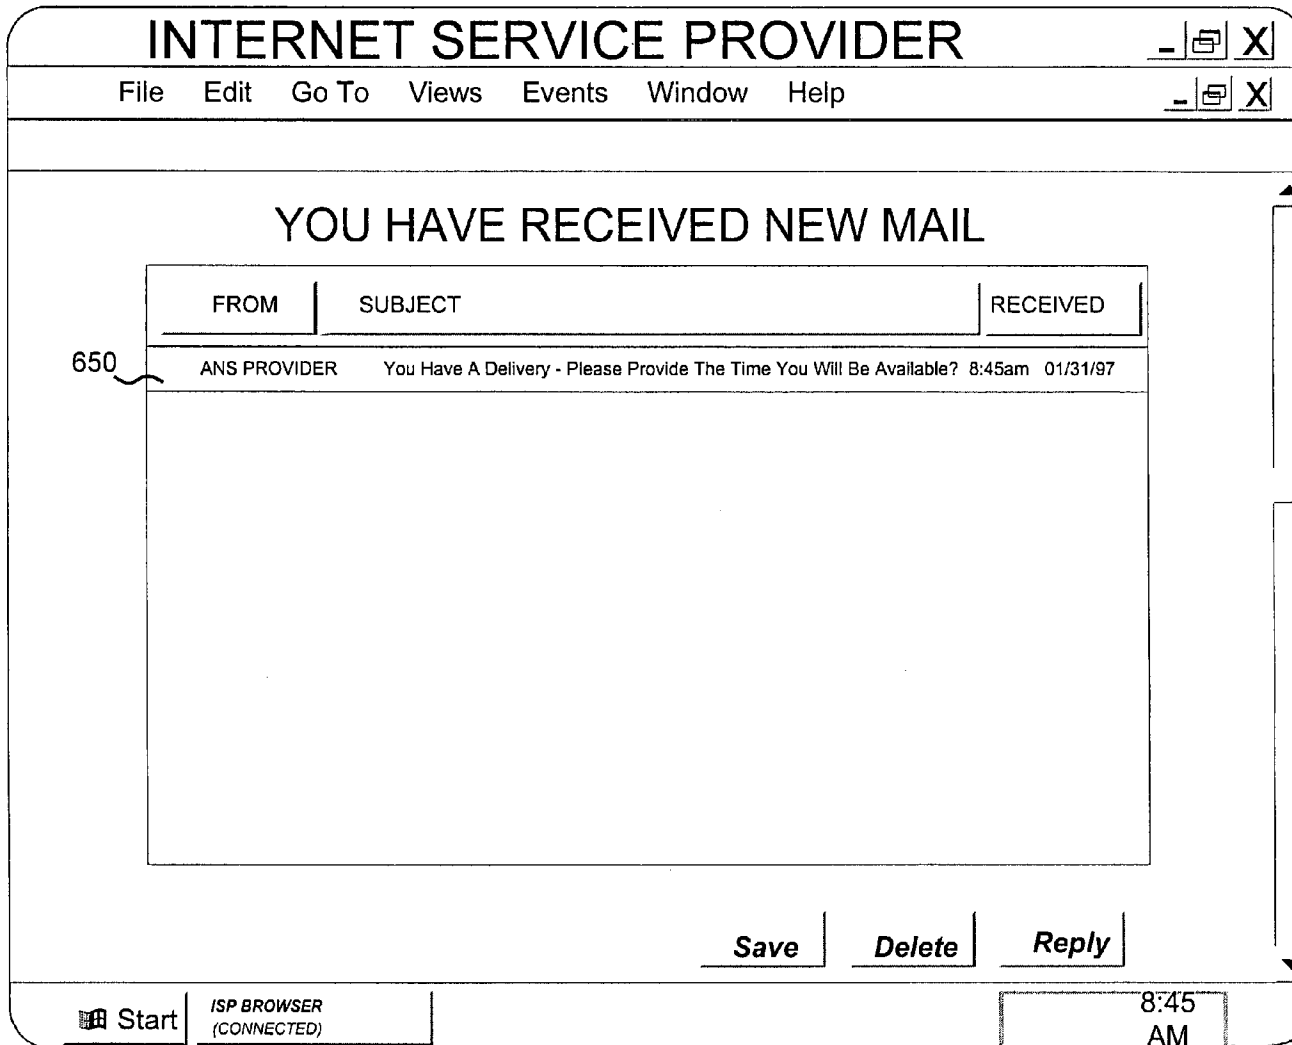 INTERNET SERVICE PROVIDER - X
File Edit Go To Views Events Window Help - X
YOU HAVE RECEIVED NEW MAIL
FROM SUBJECT RECEIVED
650 ANS PROVIDER You Have A Delivery - Please Provide The Time You Will Be Available? 8:45am 01/31/97
Save Delete Reply
Start ISP BROWSER
(CONNECTED)
8:45
AM